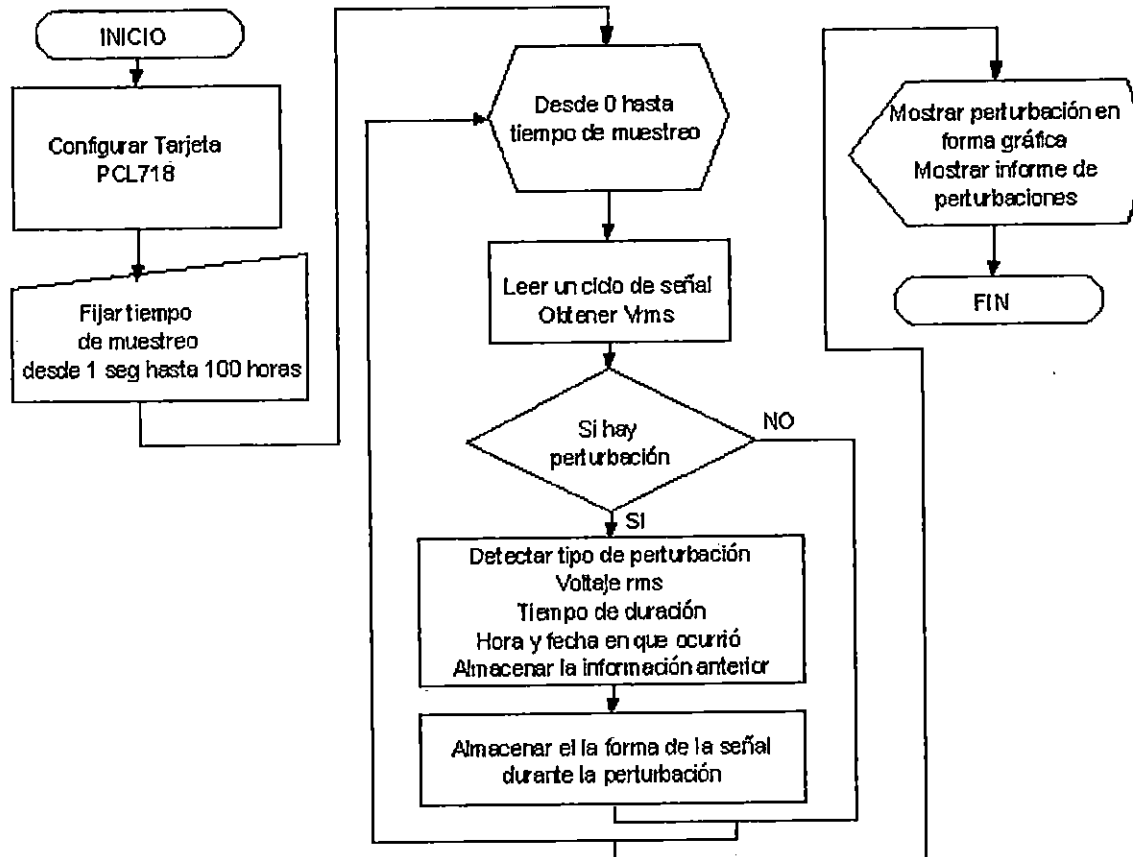 INICIO
Configurar Tarjeta
PCL718
Fijar tiempo
de muestreo
desde 1 seg hasta 100 horas
Desde 0 hasta
tiempo de muestreo
Leer un ciclo de señal
Obtener Vrms
Si hay
perturbación
NO
SI
Detectar tipo de perturbación
Voltaje rms
Tiempo de duración
Hora y fecha en que ocurrió
Almacenar la información anterior
Almacenar el la forma de la señal
durante la perturbación
Mostrar perturbación en
forma gráfica
Mostrar informe de
perturbaciones
FIN